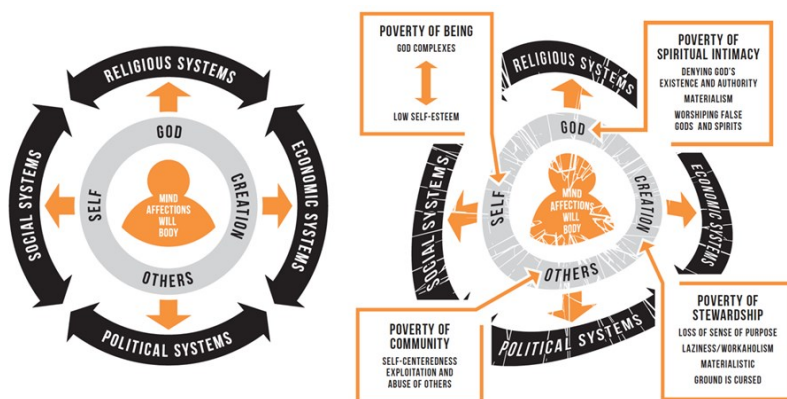 RELIGIOUS SYSTEMS
GOD
SOCIAL SYSTEMS
SELF
MIND
AFFECTIONS
WILL
BODY
CREATION
ECONOMIC SYSTEMS
OTHERS
POLITICAL SYSTEMS
POVERTY OF BEING
GOD COMPLEXES
LOW SELF-ESTEEM
RELIGIOUS SYSTEMS
POVERTY OF
SPIRITUAL INTIMACY
DENYING GOD'S
EXISTENCE AND AUTHORITY
MATERIALISM
WORSHIPING FALSE
GODS AND SPIRITS
GOD
SOCIAL SYSTEMS
SELF
MIND
AFFECTIONS
WILL
BODY
CREATION
ECONOMIC SYSTEMS
OTHERS
POLITICAL SYSTEMS
POVERTY OF
COMMUNITY
SELF-CENTEREDNESS
EXPLOITATION AND
ABUSE OF OTHERS
POVERTY OF
STEWARDSHIP
LOSS OF SENSE OF PURPOSE
LAZINESS/WORKAHOLISM
MATERIALISTIC
GROUND IS CURSED